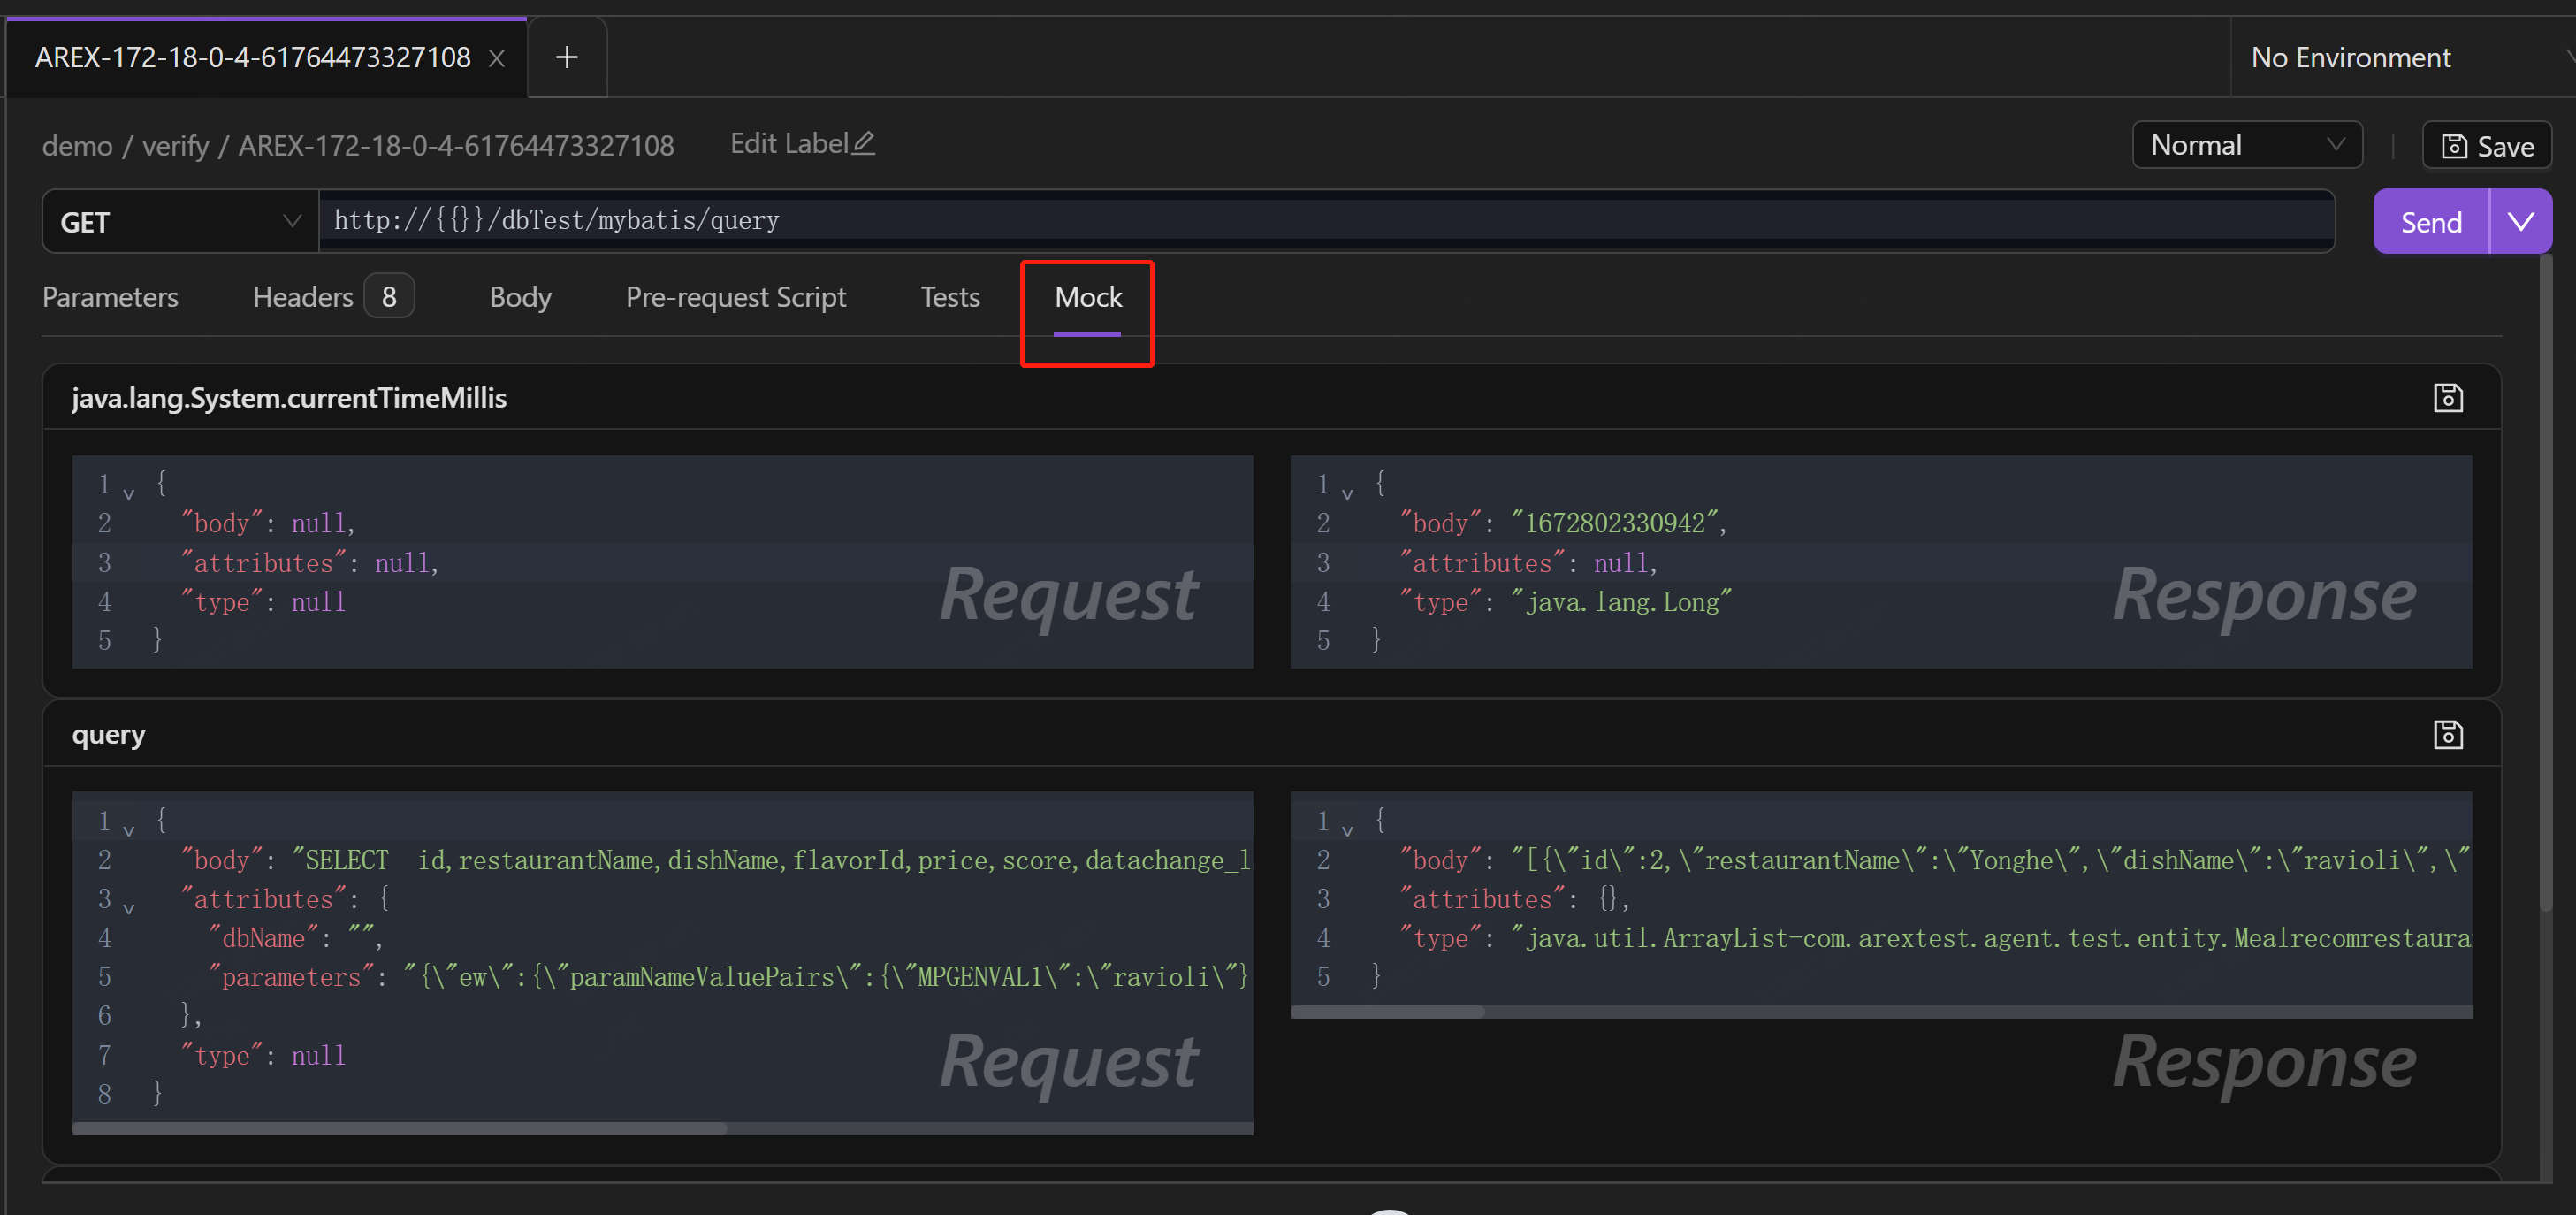 AREX-172-18-0-4-61764473327108
No Environment
demo / verify / AREX-172-18-0-4-61764473327108 Edit Label
Normal
Save
GET http://{{}}/dbTest/mybatis/query
Send
Parameters Headers 8 Body Pre-request Script Tests Mock
java.lang.System.currentTimeMillis
1 {
2 "body": null,
3 "attributes": null,
4 "type": null
5 }
Request
1 {
2 "body": "1672802330942",
3 "attributes": null,
4 "type": "java.lang.Long"
5 }
Response
query
1 {
2 "body": "SELECT  id,restaurantName,dishName,flavorId,price,score,datachange_l
3 "attributes": {
4 "dbName": "",
5 "parameters": "{\"ew\":{\"paramNameValuePairs\":{\"MPGENVAL1\":\"ravioli\"}
6 },
7 "type": null
8 }
Request
1 {
2 "body": "[{\"id\":2,\"restaurantName\":\"Yonghe\",\"dishName\":\"ravioli\",\"
3 "attributes": {},
4 "type": "java.util.ArrayList-com.arextest.agent.test.entity.Mealrecomrestaura
5 }
Response